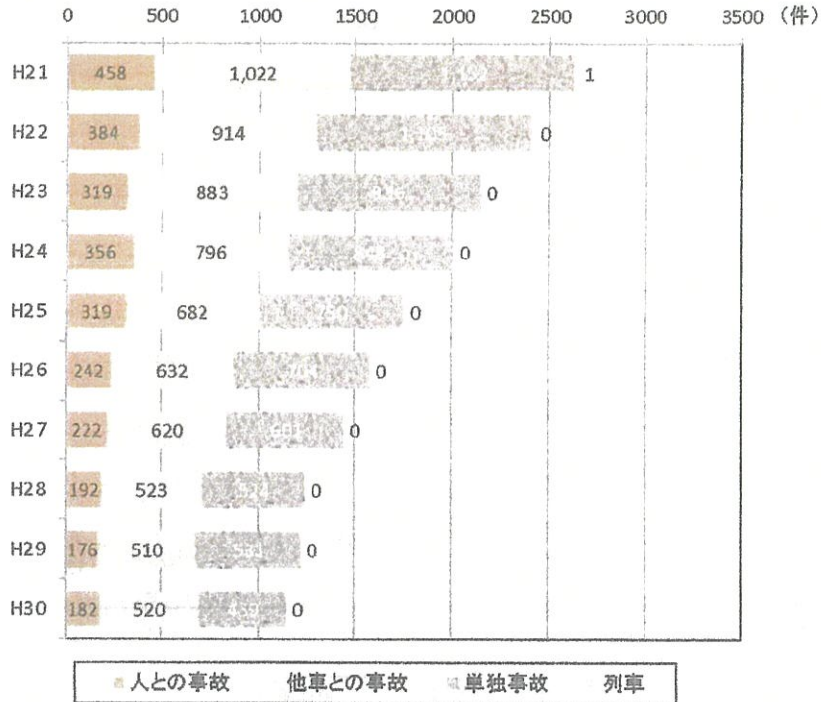 0 500 1000 1500 2000 2500 3000 3500 (件)
H21 458 1,022 1
H22 384 914 0
H23 319 883 0
H24 356 796 0
H25 319 682 0
H26 242 632 0
H27 222 620 0
H28 192 523 0
H29 176 510 0
H30 182 520 0
人との事故 他車との事故 単独事故 列車